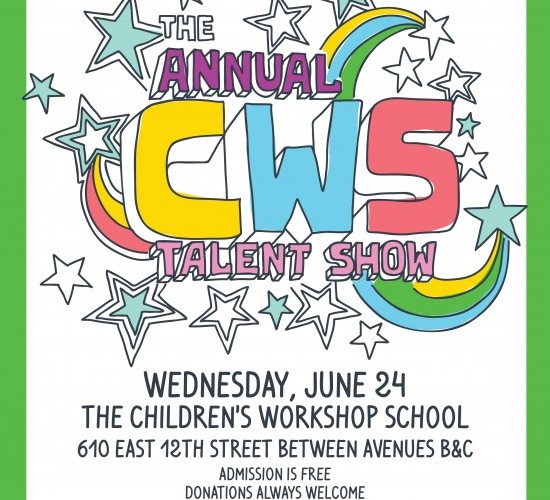 THE
ANNUAL
CWS
TALENT SHOW
WEDNESDAY, JUNE 24
THE CHILDREN'S WORKSHOP SCHOOL
610 EAST 12TH STREET BETWEEN AVENUES B&C
ADMISSION IS FREE
DONATIONS ALWAYS WELCOME